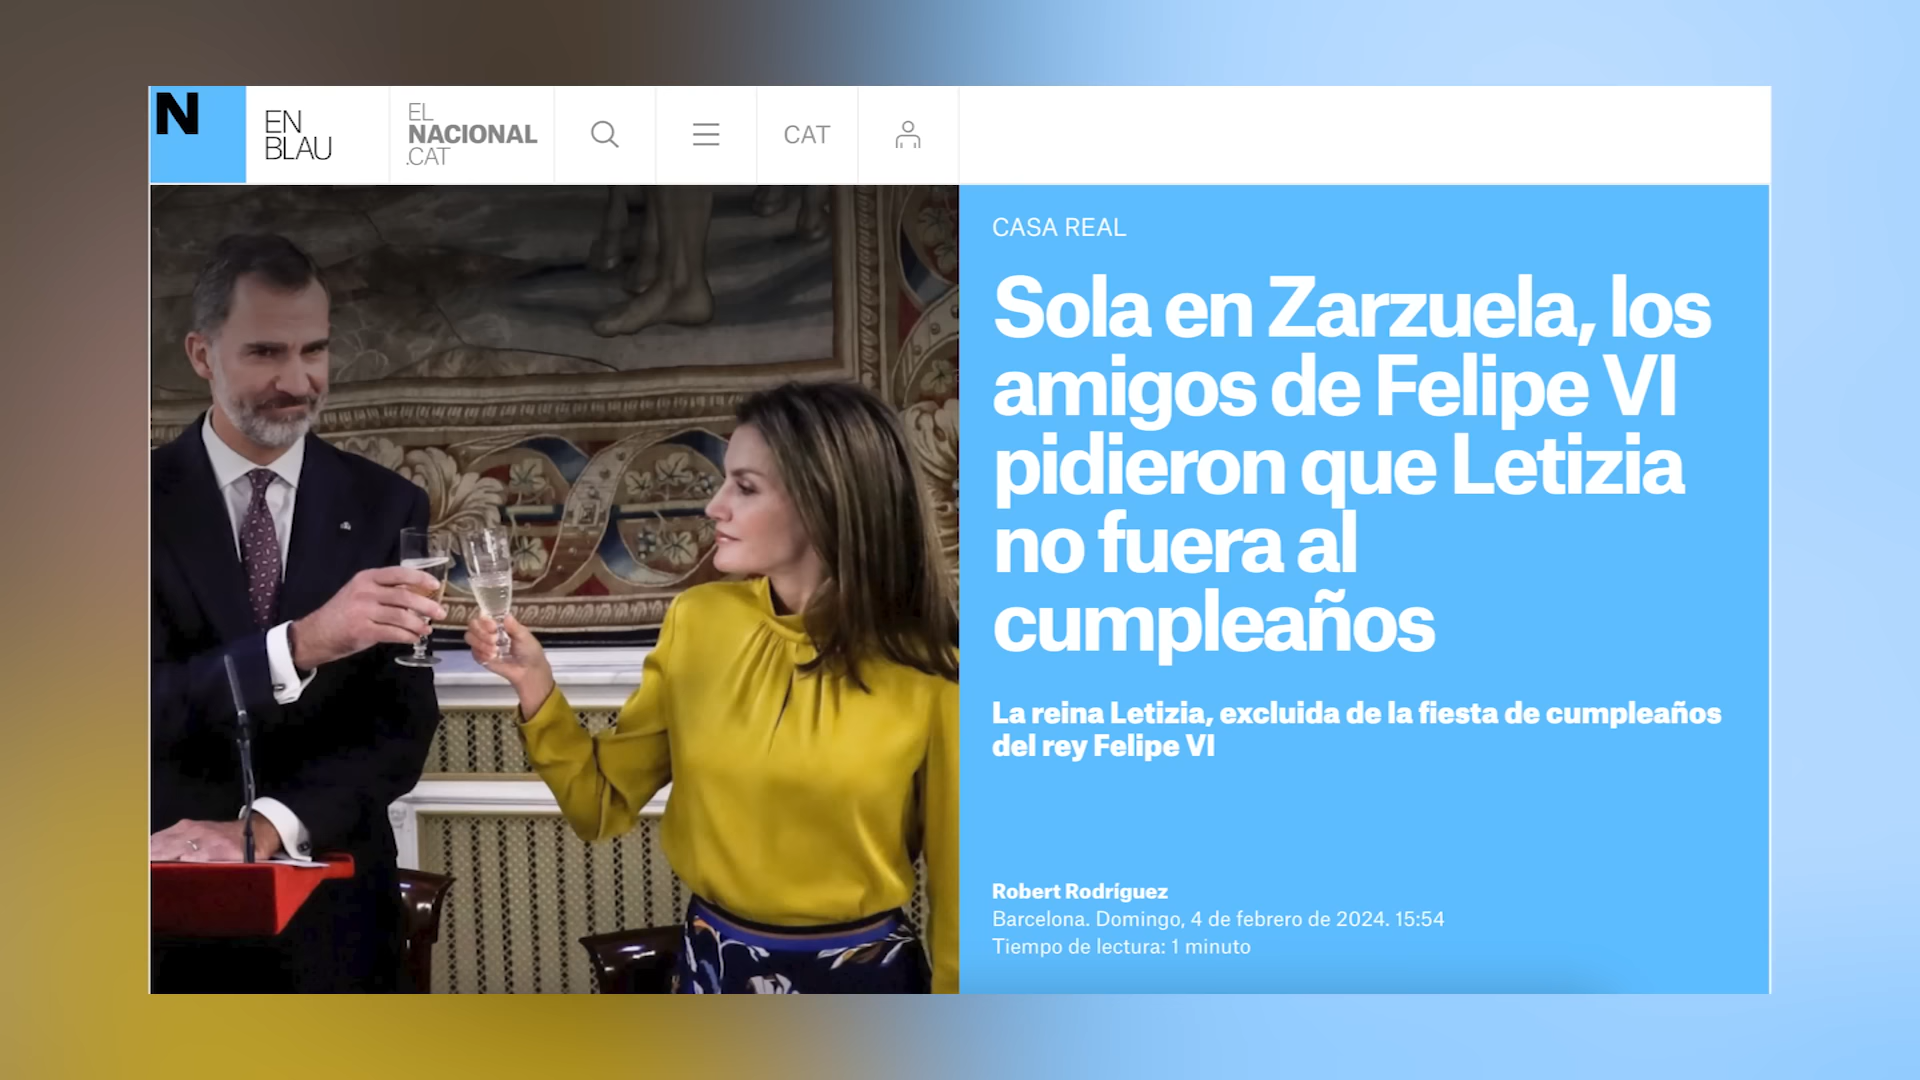 N
EN
BLAU
EL
NACIONAL
.CAT
CAT
CASA REAL
Sola en Zarzuela, los
amigos de Felipe VI
pidieron que Letizia
no fuera al
cumpleaños
La reina Letizia, excluida de la fiesta de cumpleaños
del rey Felipe VI
Robert Rodríguez
Barcelona. Domingo, 4 de febrero de 2024. 15:54
Tiempo de lectura: 1 minuto